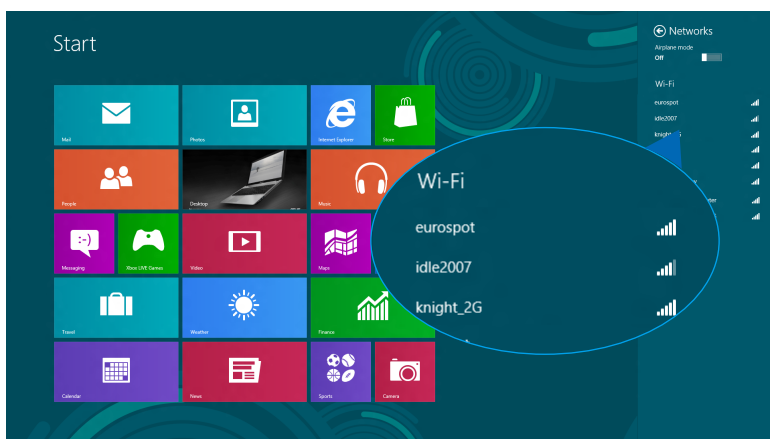 Start
Networks
Airplane mode
Off
Wi-Fi
eurospot
idle2007
Mail
Photos
Internet Explorer
Store
People
Desktop
Music
Messaging
Xbox LIVE Games
Video
Maps
Travel
Weather
Finance
Calendar
News
Sports
Camera
Wi-Fi
eurospot
idle2007
knight_2G